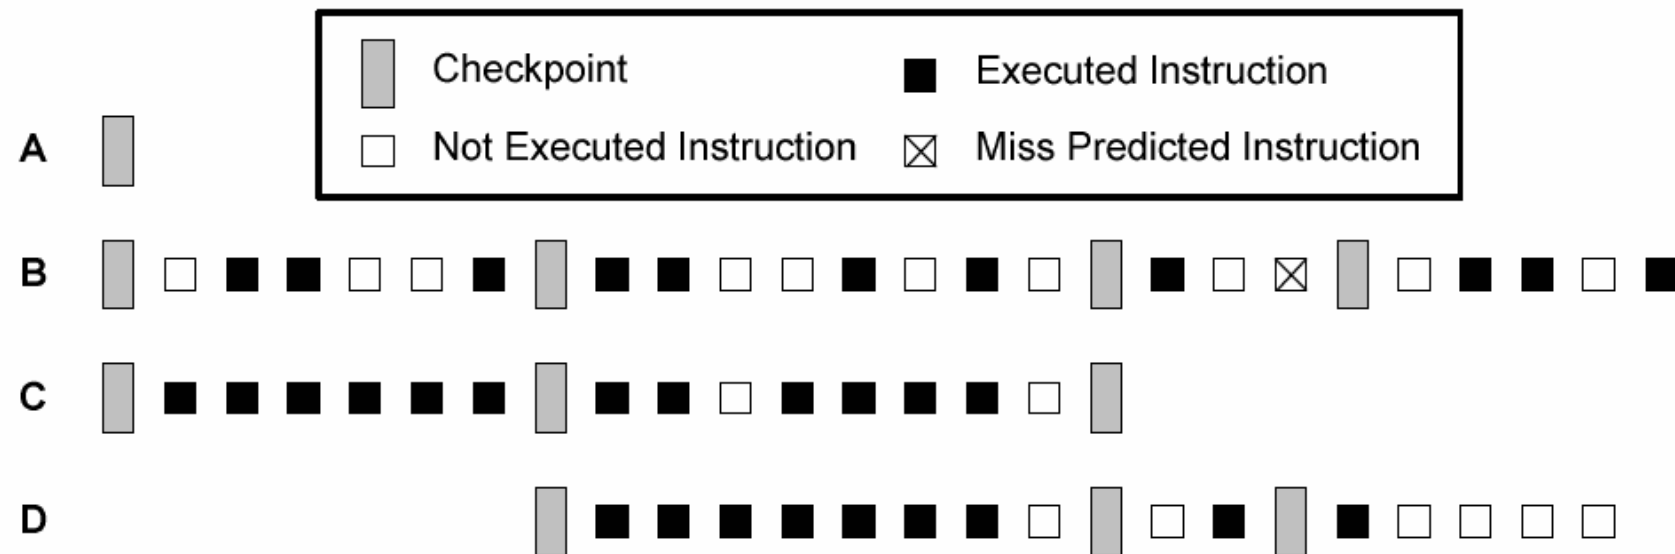 Checkpoint Executed Instruction
Not Executed Instruction Miss Predicted Instruction
A
B
C
D